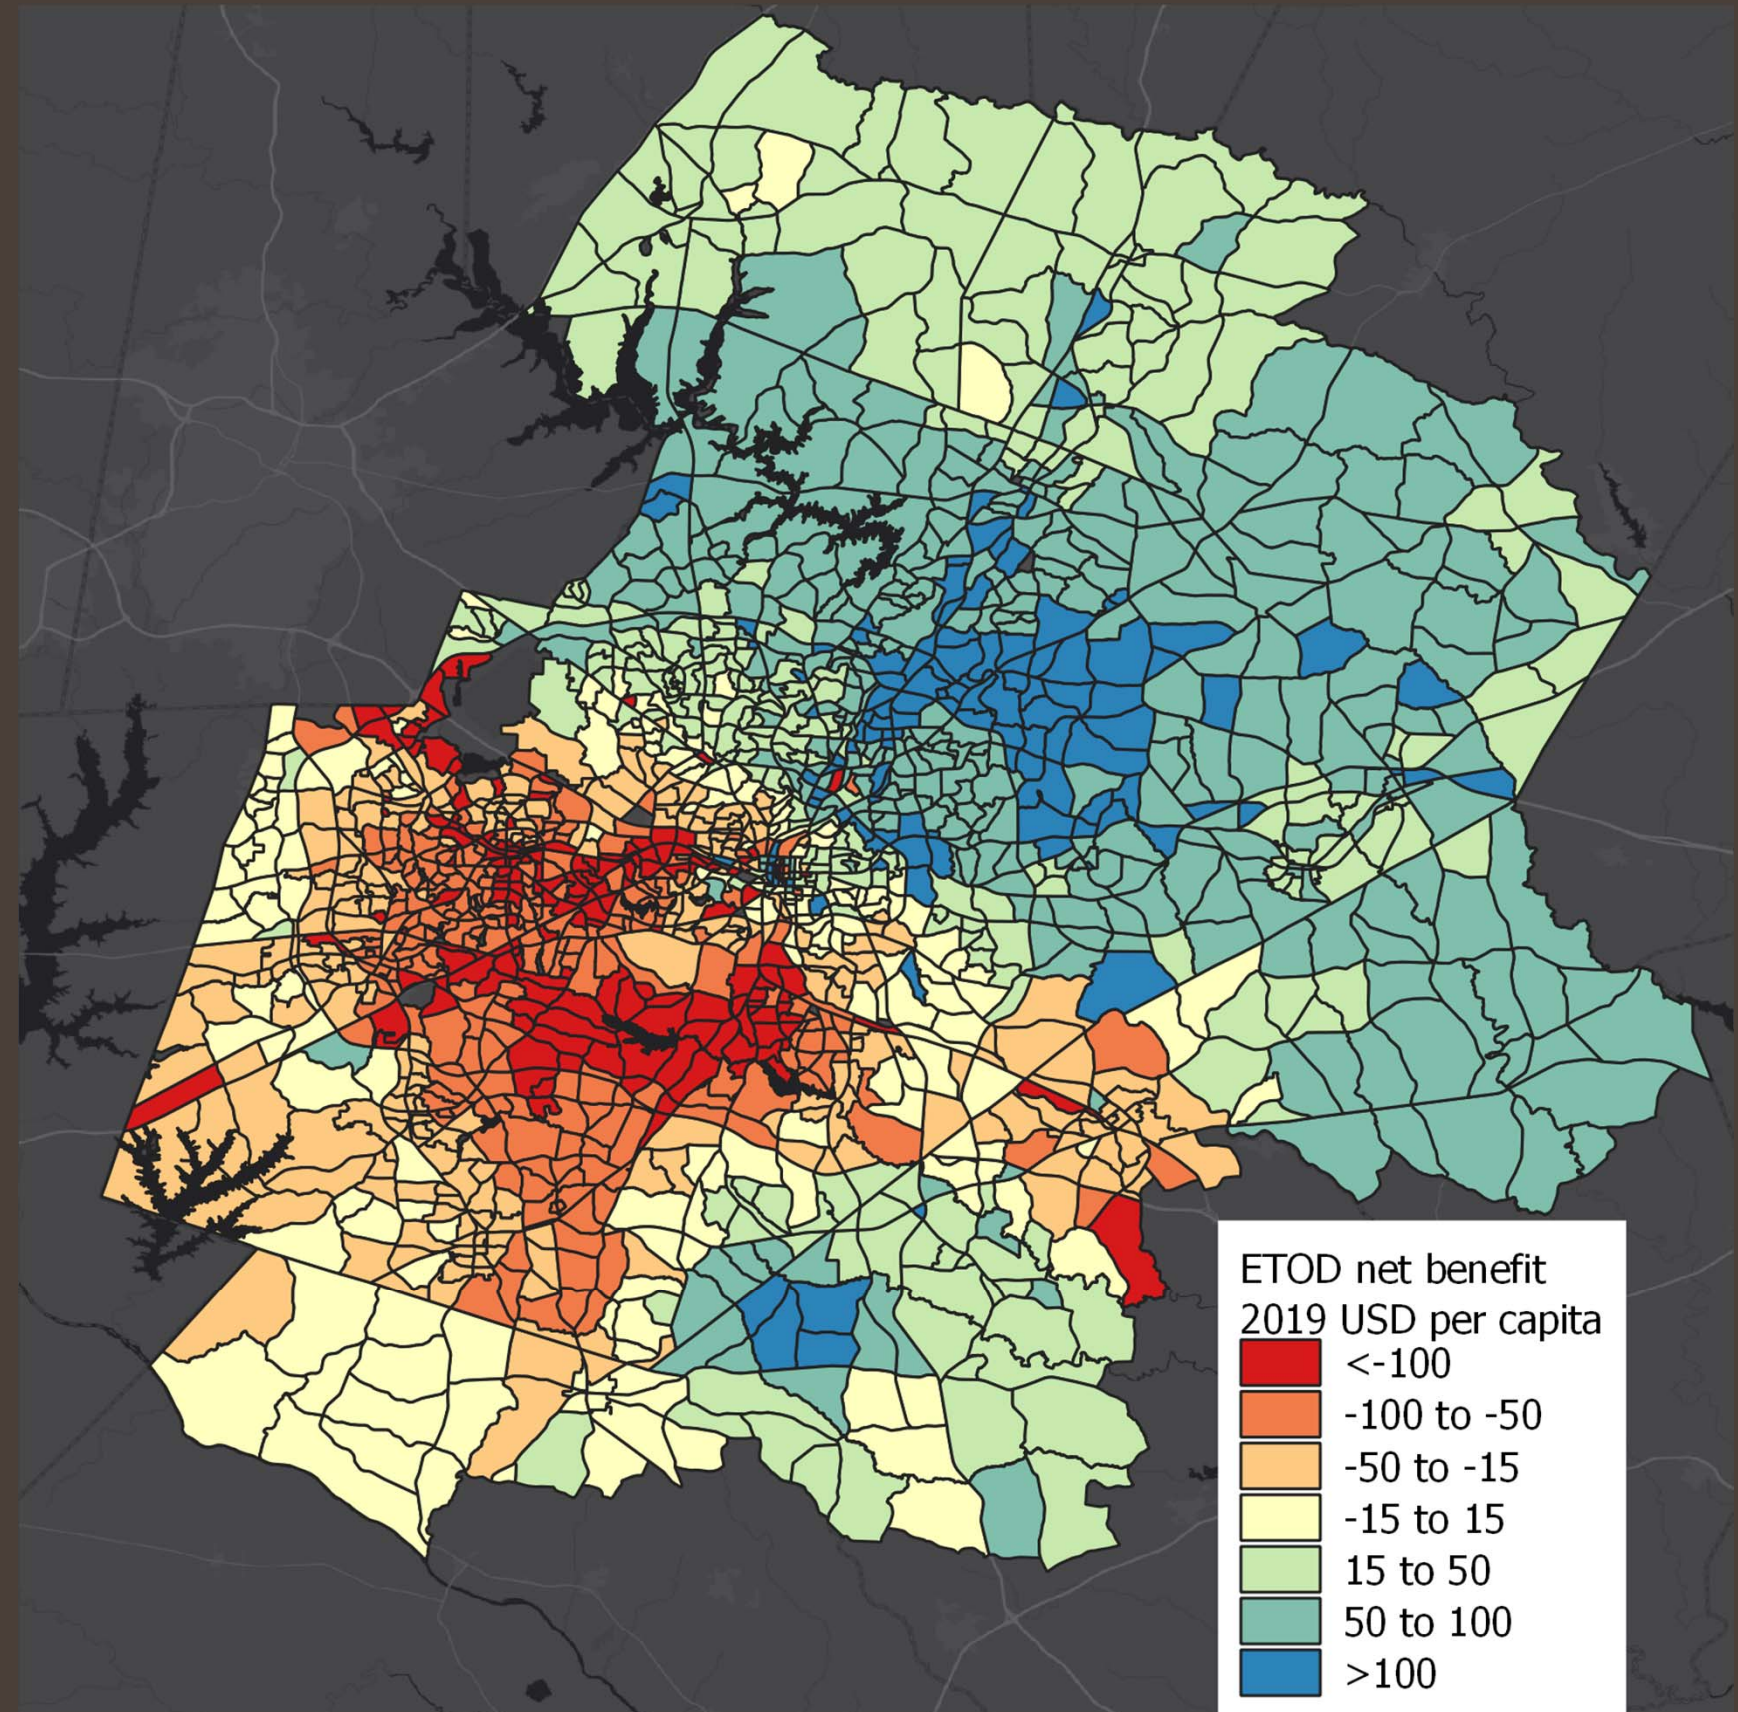 ETOD net benefit
2019 USD per capita
<-100
-100 to -50
-50 to -15
-15 to 15
15 to 50
50 to 100
>100